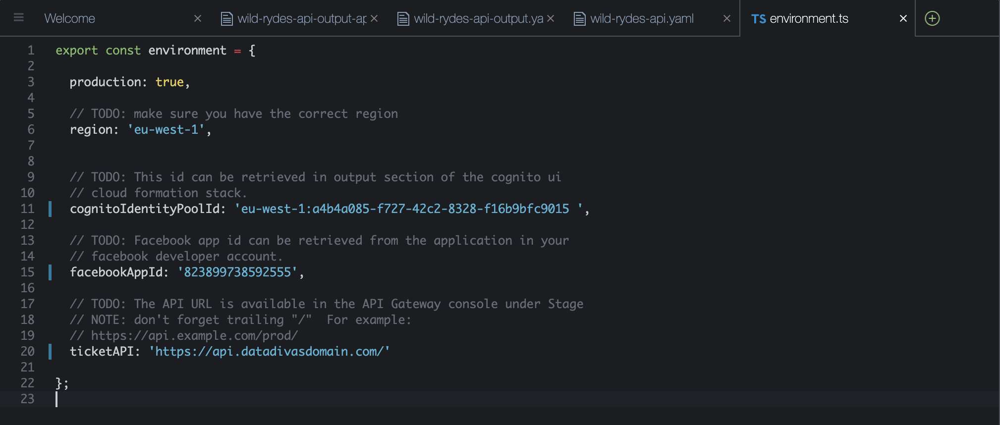 Welcome
wild-rydes-api-output-ap
wild-rydes-api-output.ya
wild-rydes-api.yaml
TS environment.ts
1 export const environment = {
2
3 production: true,
4
5 // TODO: make sure you have the correct region
6 region: 'eu-west-1',
7
8
9 // TODO: This id can be retrieved in output section of the cognito ui
10 // cloud formation stack.
11 cognitoIdentityPoolId: 'eu-west-1:a4b4a085-f727-42c2-8328-f16b9bfc9015 ',
12
13 // TODO: Facebook app id can be retrieved from the application in your
14 // facebook developer account.
15 facebookAppId: '823899738592555',
16
17 // TODO: The API URL is available in the API Gateway console under Stage
18 // NOTE: don't forget trailing "/"  For example:
19 // https://api.example.com/prod/
20 ticketAPI: 'https://api.datadivasdomain.com/'
21
22 };
23